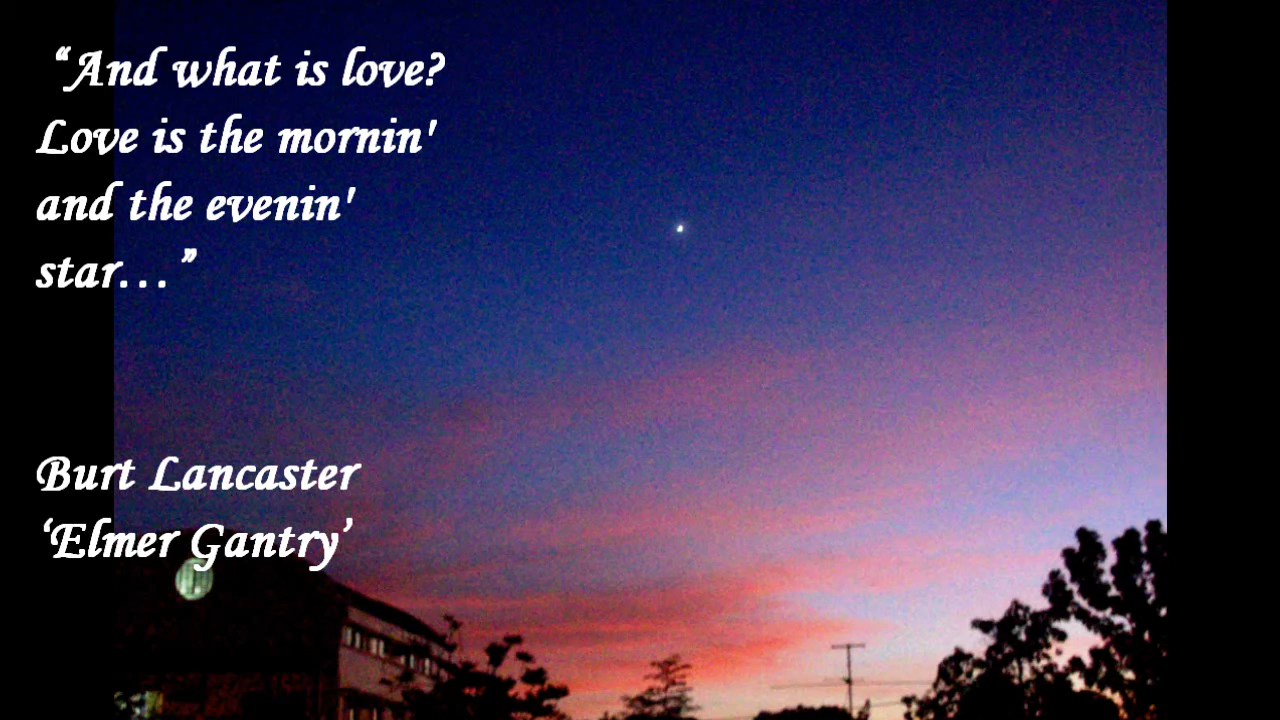 “And what is love?
Love is the mornin'
and the evenin'
star…”
Burt Lancaster
‘Elmer Gantry’